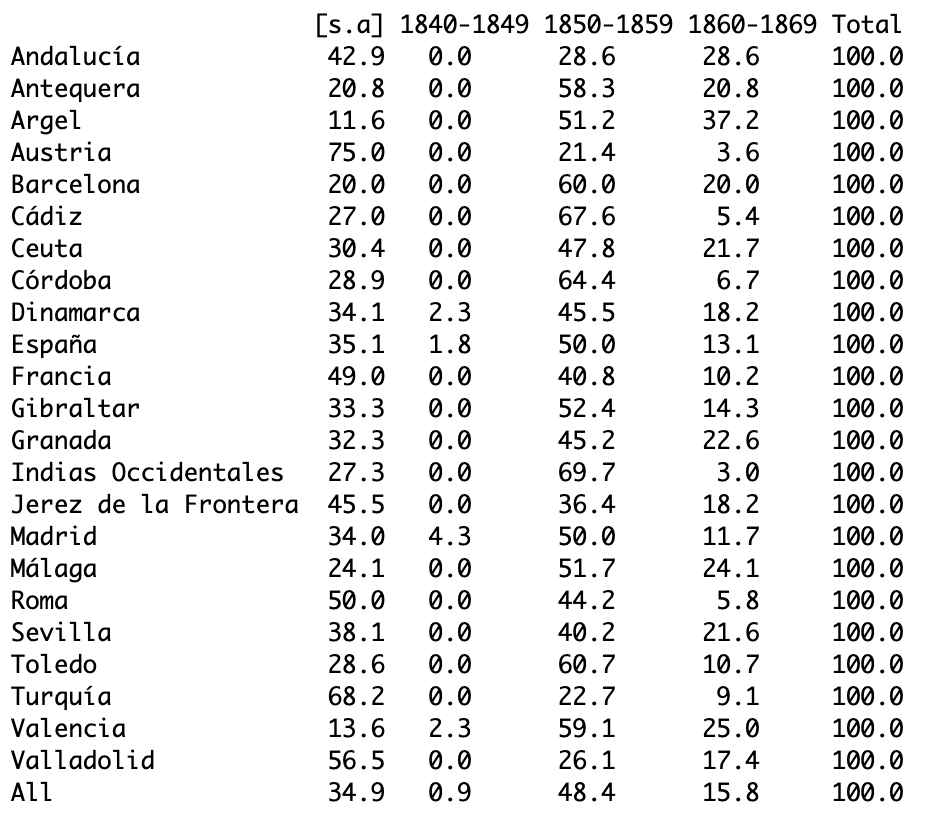 [s.a] 1840-1849 1850-1859 1860-1869 Total
Andalucía 42.9 0.0 28.6 28.6 100.0
Antequera 20.8 0.0 58.3 20.8 100.0
Argel 11.6 0.0 51.2 37.2 100.0
Austria 75.0 0.0 21.4 3.6 100.0
Barcelona 20.0 0.0 60.0 20.0 100.0
Cádiz 27.0 0.0 67.6 5.4 100.0
Ceuta 30.4 0.0 47.8 21.7 100.0
Córdoba 28.9 0.0 64.4 6.7 100.0
Dinamarca 34.1 2.3 45.5 18.2 100.0
España 35.1 1.8 50.0 13.1 100.0
Francia 49.0 0.0 40.8 10.2 100.0
Gibraltar 33.3 0.0 52.4 14.3 100.0
Granada 32.3 0.0 45.2 22.6 100.0
Indias Occidentales 27.3 0.0 69.7 3.0 100.0
Jerez de la Frontera 45.5 0.0 36.4 18.2 100.0
Madrid 34.0 4.3 50.0 11.7 100.0
Málaga 24.1 0.0 51.7 24.1 100.0
Roma 50.0 0.0 44.2 5.8 100.0
Sevilla 38.1 0.0 40.2 21.6 100.0
Toledo 28.6 0.0 60.7 10.7 100.0
Turquía 68.2 0.0 22.7 9.1 100.0
Valencia 13.6 2.3 59.1 25.0 100.0
Valladolid 56.5 0.0 26.1 17.4 100.0
All 34.9 0.9 48.4 15.8 100.0